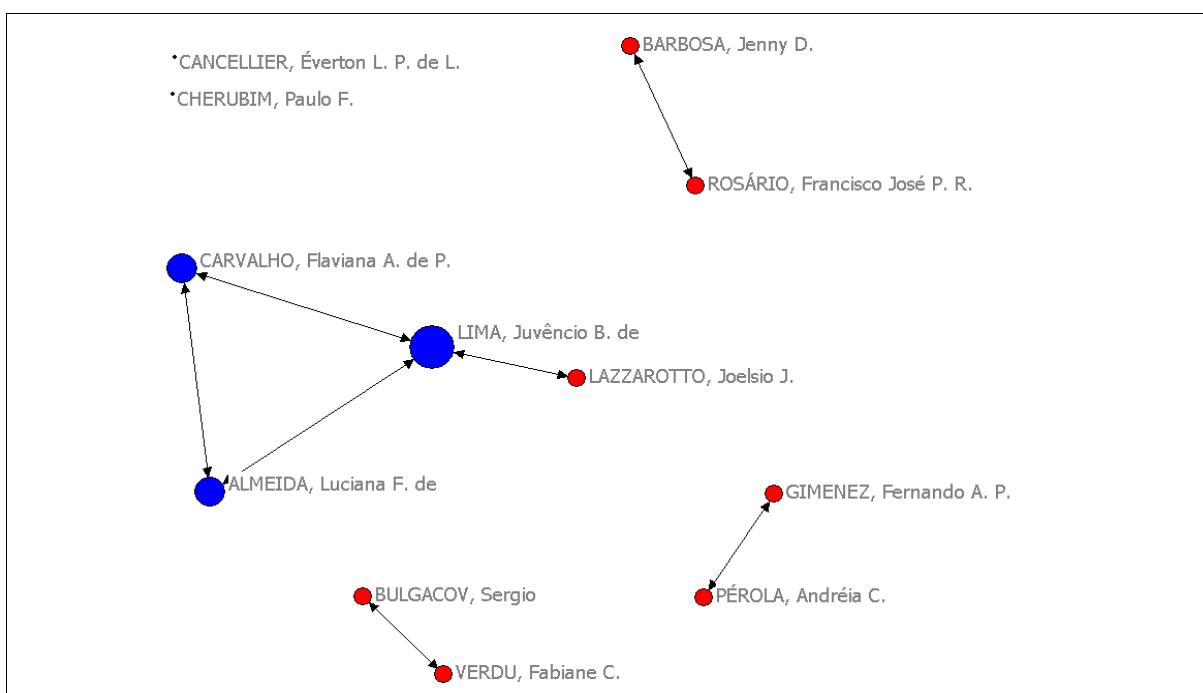 CANCELLIER, Éverton L. P. de L.
CHERUBIM, Paulo F.
BARBOSA, Jenny D.
ROSÁRIO, Francisco José P. R.
CARVALHO, Flaviana A. de P.
LIMA, Juvêncio B. de
LAZZAROTTO, Joelsio J.
ALMEIDA, Luciana F. de
GIMENEZ, Fernando A. P.
BULGACOV, Sergio
PÉROLA, Andréia C.
VERDU, Fabiane C.